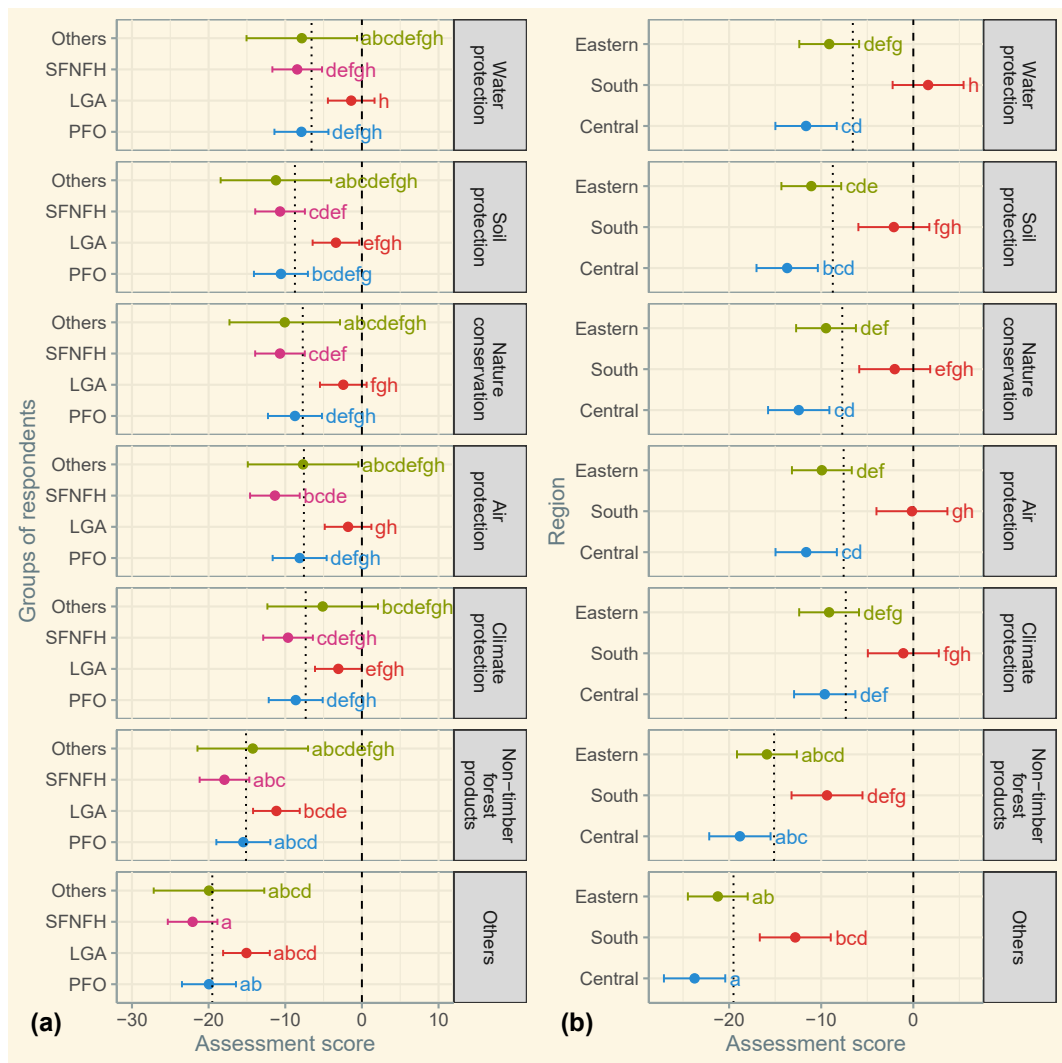 Groups of respondents
Others
abcdefgh
SFNFH
defgh
LGA
h
PFO
defgh
Water
protection
Others
abcdefgh
SFNFH
cdef
LGA
efgh
PFO
bcdefg
Soil
protection
Others
abcdefgh
SFNFH
cdef
LGA
fgh
PFO
defgh
Nature
conservation
Others
abcdefgh
SFNFH
bcde
LGA
gh
PFO
defgh
Air
protection
Others
bcdefgh
SFNFH
cdefgh
LGA
efgh
PFO
defgh
Climate
protection
Others
abcdefgh
SFNFH
abc
LGA
bcde
PFO
abcd
Non−timber
forest
products
Others
abcd
SFNFH
a
LGA
abcd
PFO
ab
Others
−30 −20 −10 0 10
(a)
Assessment score
Region
Eastern
defg
South
h
Central
cd
Water
protection
Eastern
cde
South
fgh
Central
bcd
Soil
protection
Eastern
def
South
efgh
Central
cd
Nature
conservation
Eastern
def
South
gh
Central
cd
Air
protection
Eastern
defg
South
fgh
Central
def
Climate
protection
Eastern
abcd
South
defg
Central
abc
Non−timber
forest
products
Eastern
ab
South
bcd
Central
a
Others
−20 −10 0
(b)
Assessment score